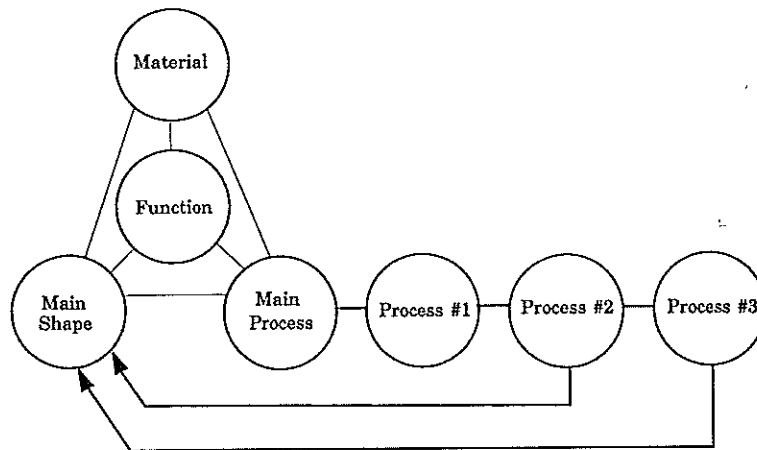 Material
Function
Main
Shape
Main
Process
Process #1
Process #2
Process #3